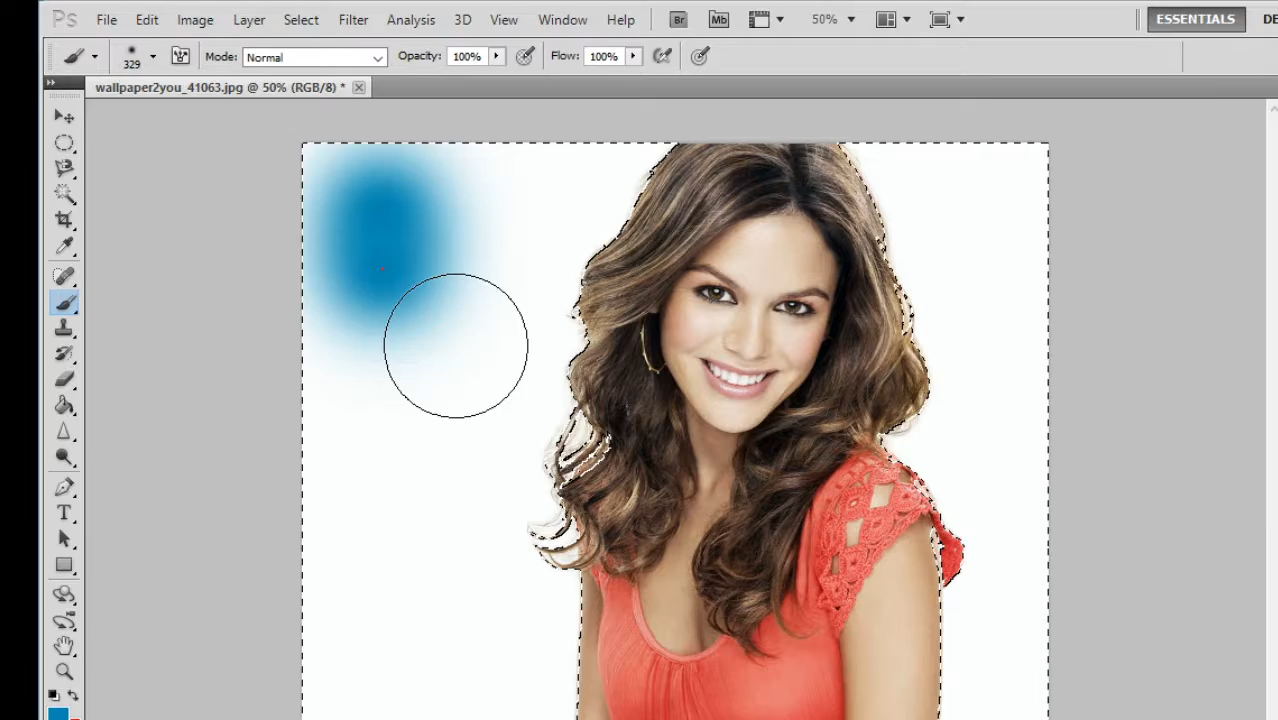 Ps File Edit Image Layer Select Filter Analysis 3D View Window Help Br Mb 50% ESSENTIALS DE
329 Mode: Normal Opacity: 100% Flow: 100%
wallpaper2you_41063.jpg @ 50% (RGB/8) *
T